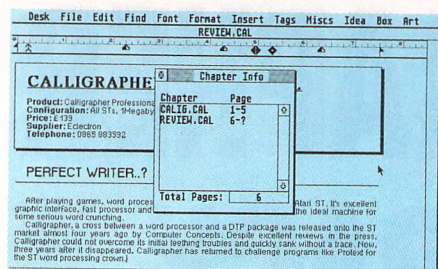 Desk File Edit Find Font Format Insert Tags Miscs Idea Box Art
REVIEW.CAL
CALLIGRAPHE
Product: Calligrapher Professiona
Configuration: All STs, 1Megaby
Price: £139
Supplier: Eclectron
Telephone: 0865 883592
Chapter Info
Chapter Page
CALIG.CAL 1-5
REVIEW.CAL 6-?
Total Pages: 6
PERFECT WRITER..?
After playing games, word proces Atari ST. It's excellent
graphic interface, fast processor and the ideal machine for
some serious word crunching.
Calligrapher, a cross between a word processor and a DTP package was released onto the ST
market almost four years ago by Computer Concepts. Despite excellent reviews in the press,
Calligrapher could not overcome its initial teething troubles and quickly sank without a trace. Now,
three years after it disappeared, Calligrapher has returned to challenge programs like Protext for
the ST word processing crown.